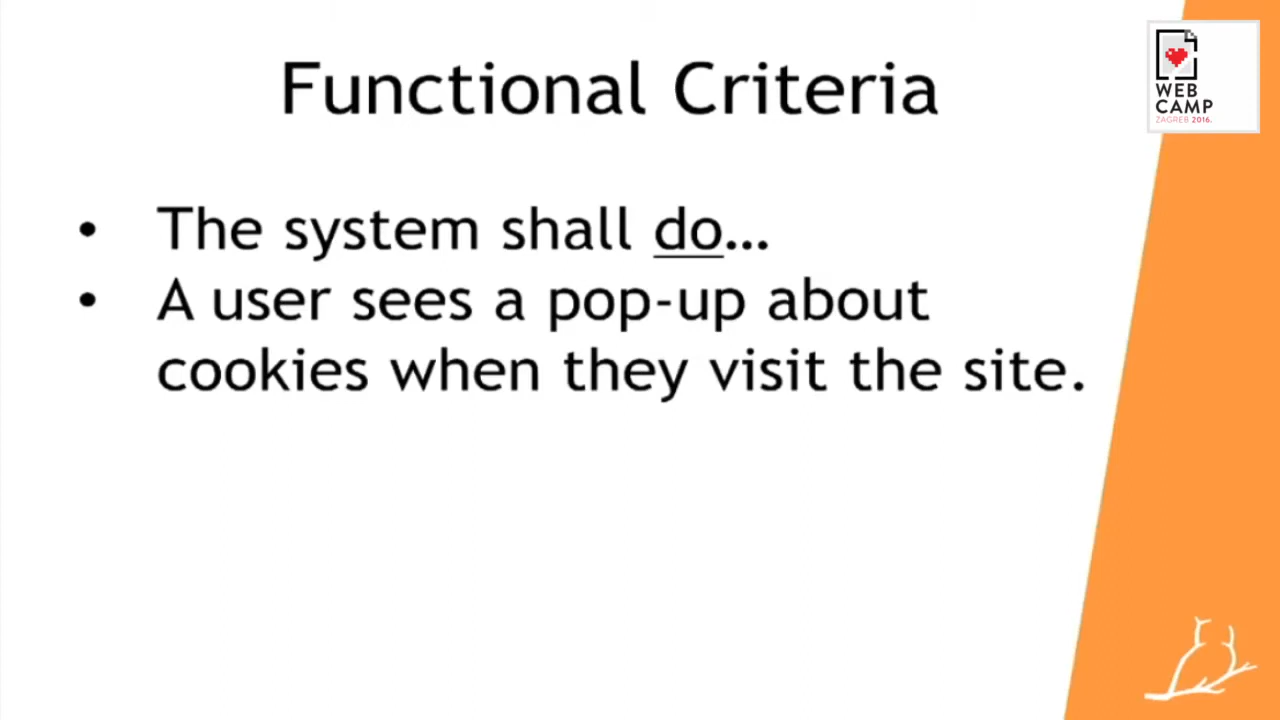 Functional Criteria
WEB
CAMP
ZAGREB 2016.
• The system shall do...
• A user sees a pop-up about
cookies when they visit the site.